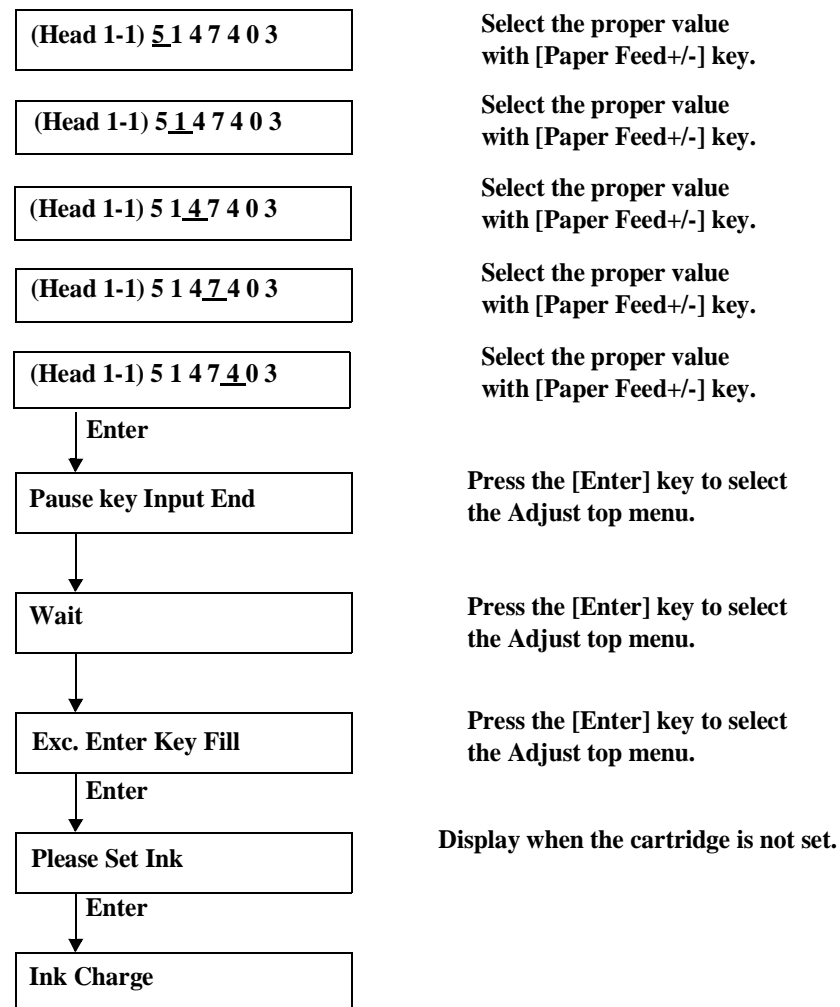 (Head 1-1) 5 1 4 7 4 0 3
Select the proper value
with [Paper Feed+/-] key.
(Head 1-1) 5 1 4 7 4 0 3
Select the proper value
with [Paper Feed+/-] key.
(Head 1-1) 5 1 4 7 4 0 3
Select the proper value
with [Paper Feed+/-] key.
(Head 1-1) 5 1 4 7 4 0 3
Select the proper value
with [Paper Feed+/-] key.
(Head 1-1) 5 1 4 7 4 0 3
Select the proper value
with [Paper Feed+/-] key.
Enter
Pause key Input End
Press the [Enter] key to select
the Adjust top menu.
Wait
Press the [Enter] key to select
the Adjust top menu.
Exc. Enter Key Fill
Press the [Enter] key to select
the Adjust top menu.
Enter
Please Set Ink
Display when the cartridge is not set.
Enter
Ink Charge